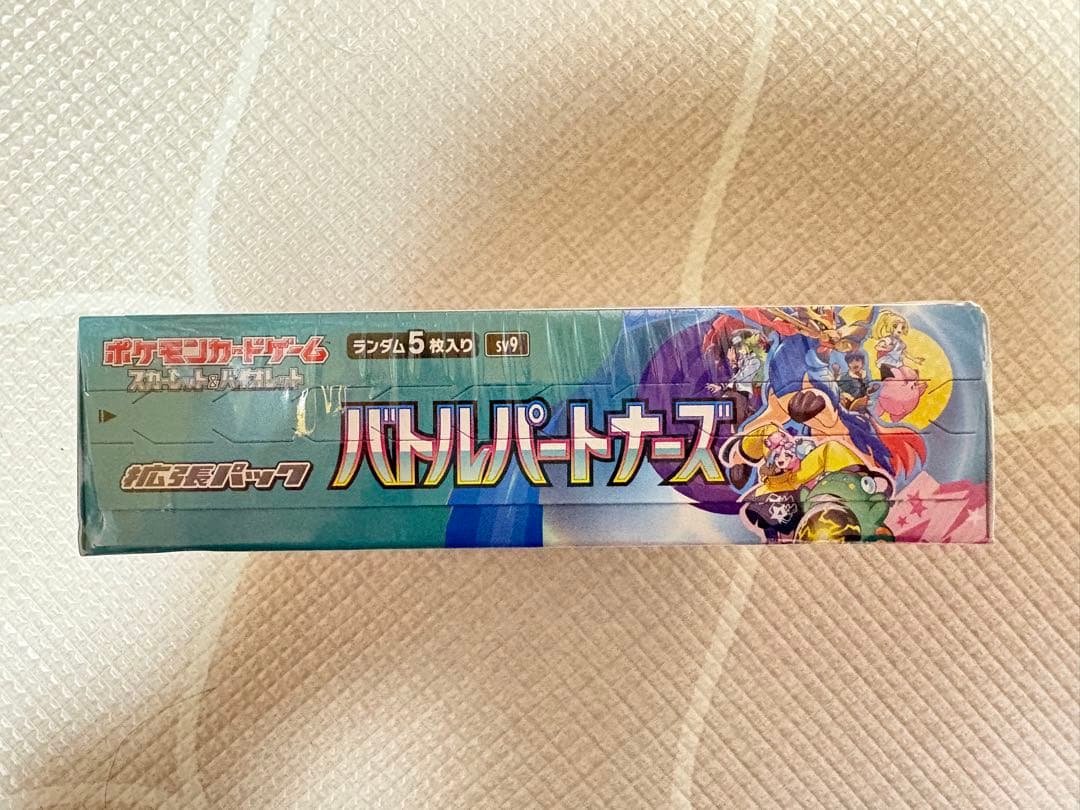 ポケモンカードゲーム
スカーレット&バイオレット
ランダム5枚入り sv9
バトルパートナーズ
拡張パック